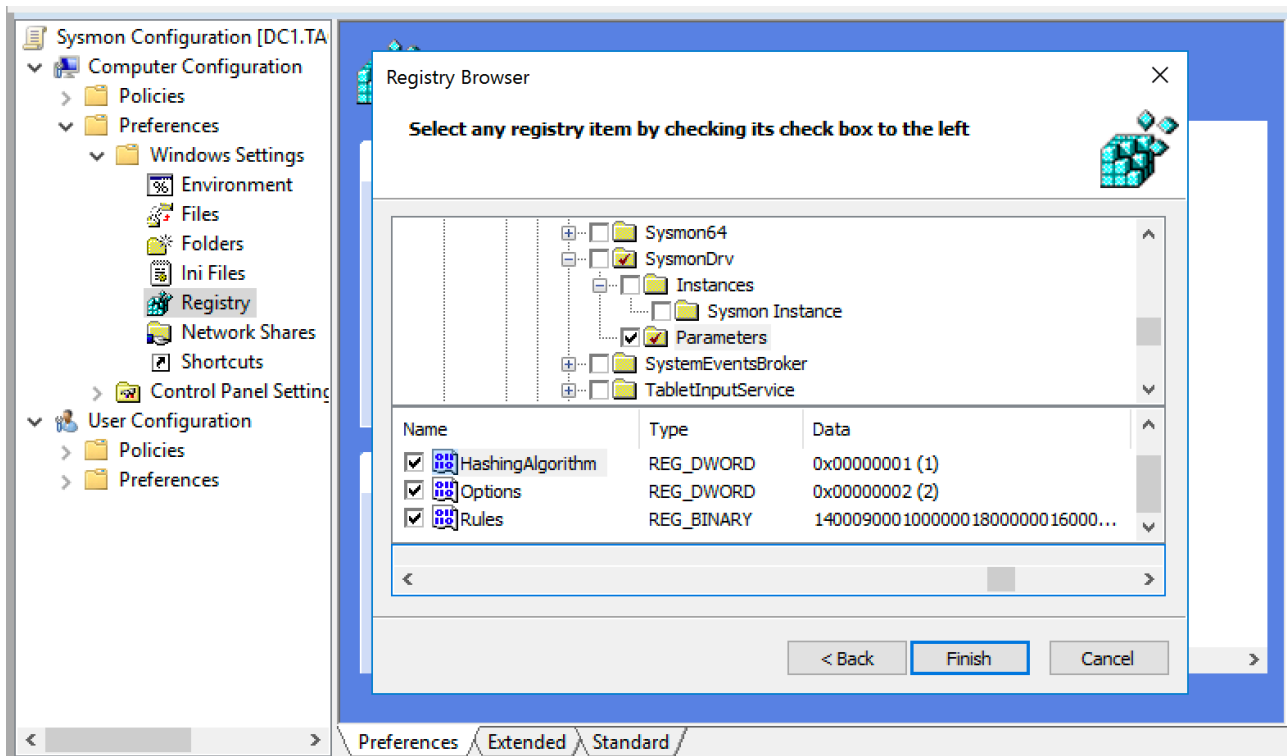 Sysmon Configuration [DC1.TA
Computer Configuration
Policies
Preferences
Windows Settings
Environment
Files
Folders
Ini Files
Registry
Network Shares
Shortcuts
Control Panel Setting
User Configuration
Policies
Preferences
Registry Browser
Select any registry item by checking its check box to the left
Sysmon64
SysmonDrv
Instances
Sysmon Instance
Parameters
SystemEventsBroker
TabletInputService
Name Type Data
HashingAlgorithm REG_DWORD 0x00000001 (1)
Options REG_DWORD 0x00000002 (2)
Rules REG_BINARY 14000900010000001800000016000...
< Back Finish Cancel
Preferences Extended Standard